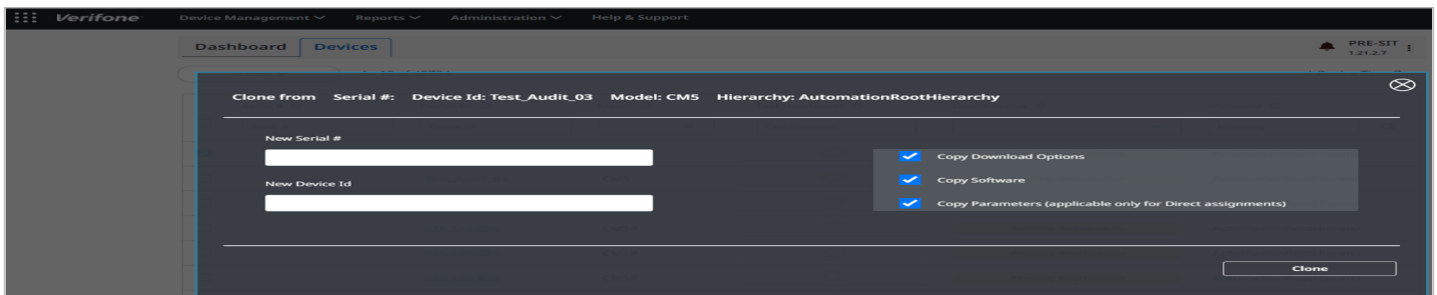 Verifone Device Management Reports Administration Help & Support
Dashboard Devices PRE-SIT
1.21.2.7
Clone from Serial #: Device Id: Test_Audit_03 Model: CM5 Hierarchy: AutomationRootHierarchy
New Serial #
Copy Download Options
New Device Id
Copy Software
Copy Parameters (applicable only for Direct assignments)
Clone